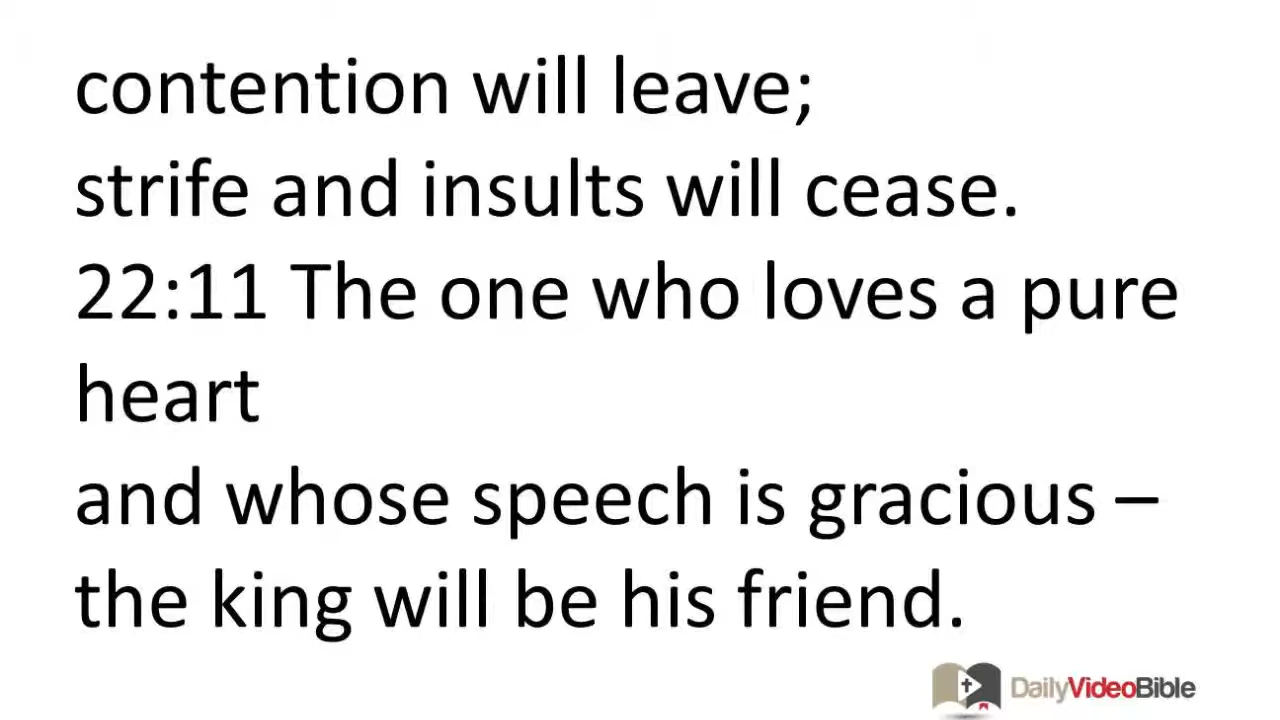 contention will leave;
strife and insults will cease.
22:11 The one who loves a pure
heart
and whose speech is gracious –
the king will be his friend.
DailyVideoBible